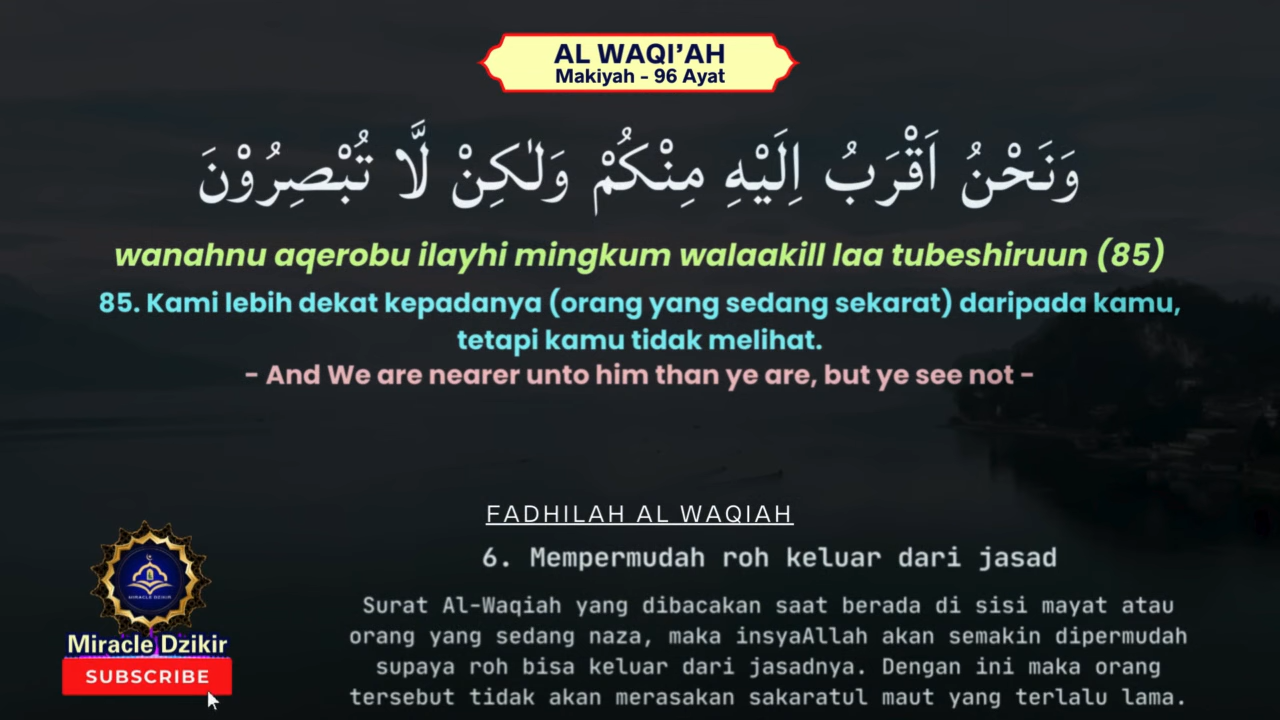 AL WAQI’AH
Makiyah - 96 Ayat
وَنَحْنُ اَقْرَبُ اِلَيْهِ مِنْكُمْ وَلٰكِنْ لَّا تُبْصِرُوْنَ
wanahnu aqerobu ilayhi mingkum walaakill laa tubeshiruun (85)
85. Kami lebih dekat kepadanya (orang yang sedang sekarat) daripada kamu,
tetapi kamu tidak melihat.
- And We are nearer unto him than ye are, but ye see not -
FADHILAH AL WAQIAH
6. Mempermudah roh keluar dari jasad
Surat Al-Waqiah yang dibacakan saat berada di sisi mayat atau
orang yang sedang naza, maka insyaAllah akan semakin dipermudah
supaya roh bisa keluar dari jasadnya. Dengan ini maka orang
tersebut tidak akan merasakan sakaratul maut yang terlalu lama.
MIRACLE DZIKIR
Miracle Dzikir
SUBSCRIBE